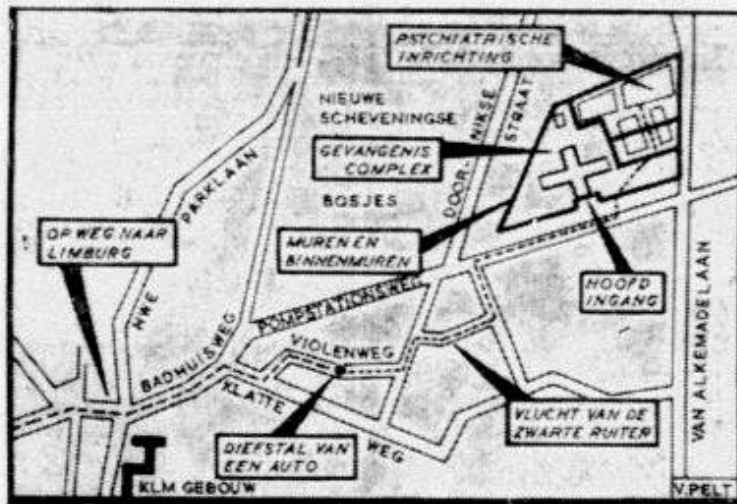 PSYCHIATRISCHE
INRICHTING
NIEUWE
SCHEVENINGSE
BOSJES
DOOR-
NIKSE
STRAAT
GEVANGENIS
COMPLEX
OP WEG NAAR
LIMBURG
NWE
PARKLAAN
MUREN EN
BINNENMUREN
HOOFD
INGANG
POMPSTATIONSWEG
BADHUISWEG
VIOLENWEG
KLATTE
WEG
VAN ALKEMADELAAN
DIEFSTAL VAN
EEN AUTO
VLUCHT VAN DE
ZWARTE RUITER
KLM GEBOUW
V.PELT